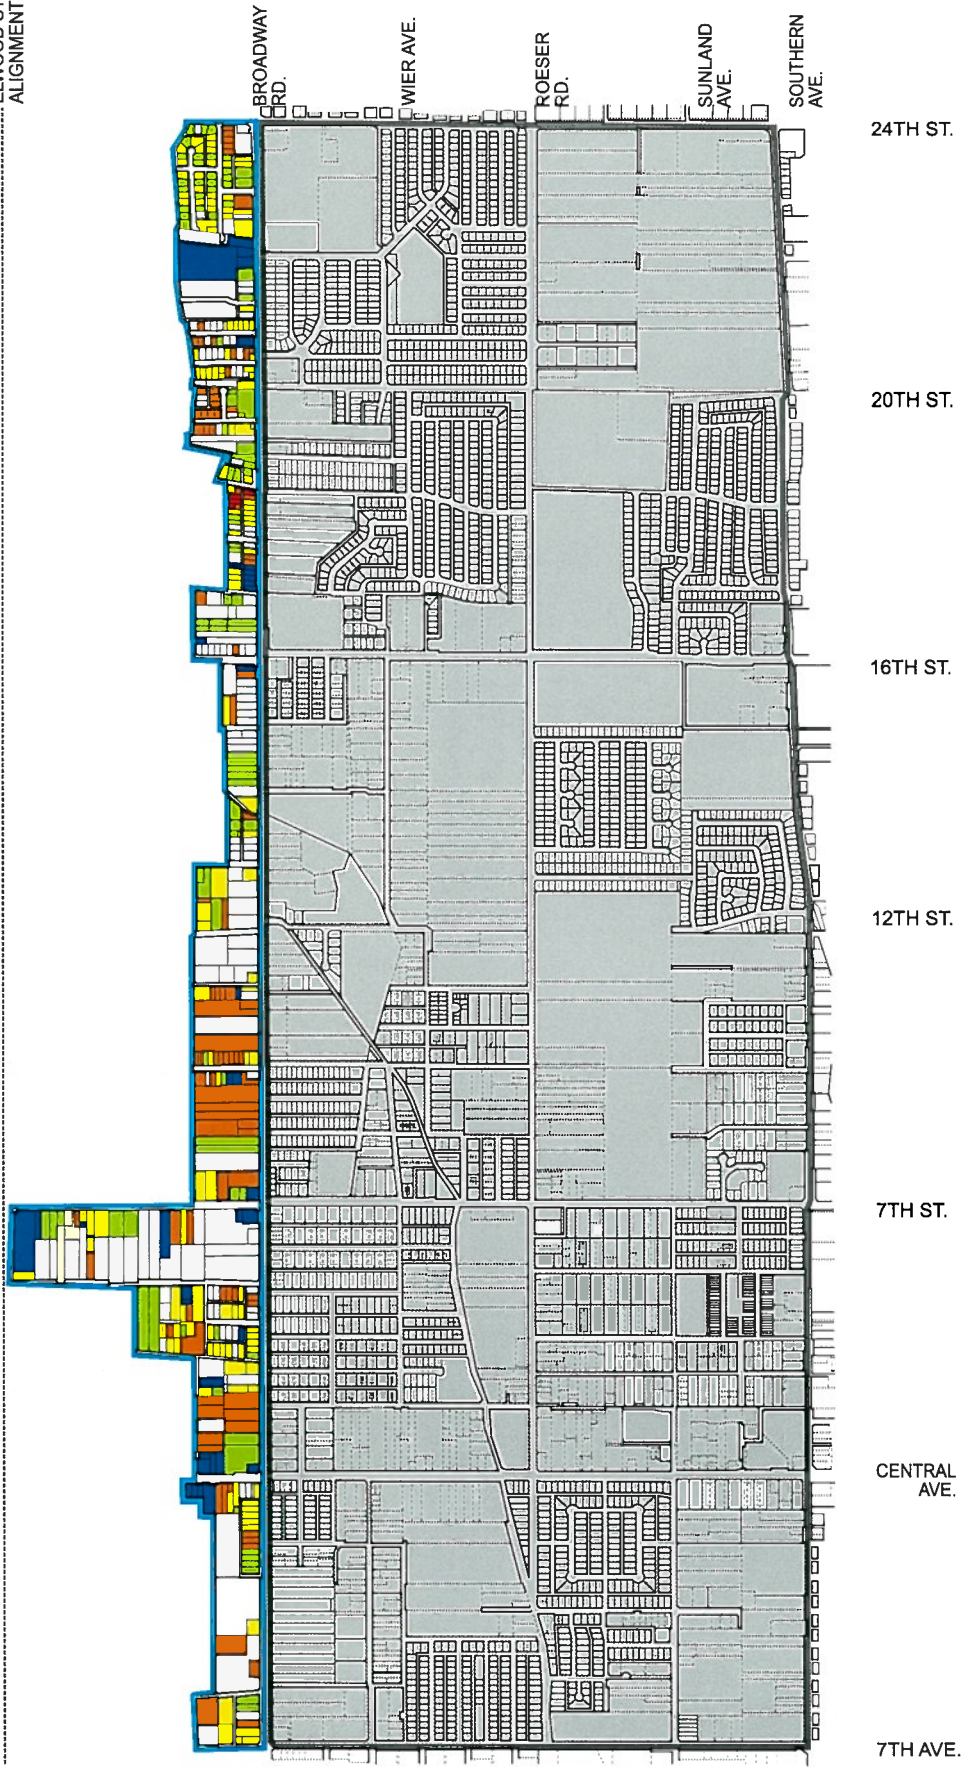 ALIGNMENT
BROADWAY
RD.
WIER AVE.
ROESER
RD.
SUNLAND
AVE.
SOUTHERN
AVE.
24TH ST.
20TH ST.
16TH ST.
12TH ST.
7TH ST.
CENTRAL
AVE.
7TH AVE.